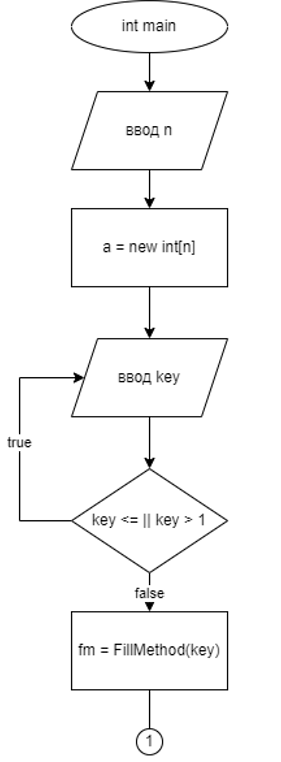 int main
ввод n
a = new int[n]
ввод key
true
key <= || key > 1
false
fm = FillMethod(key)
1